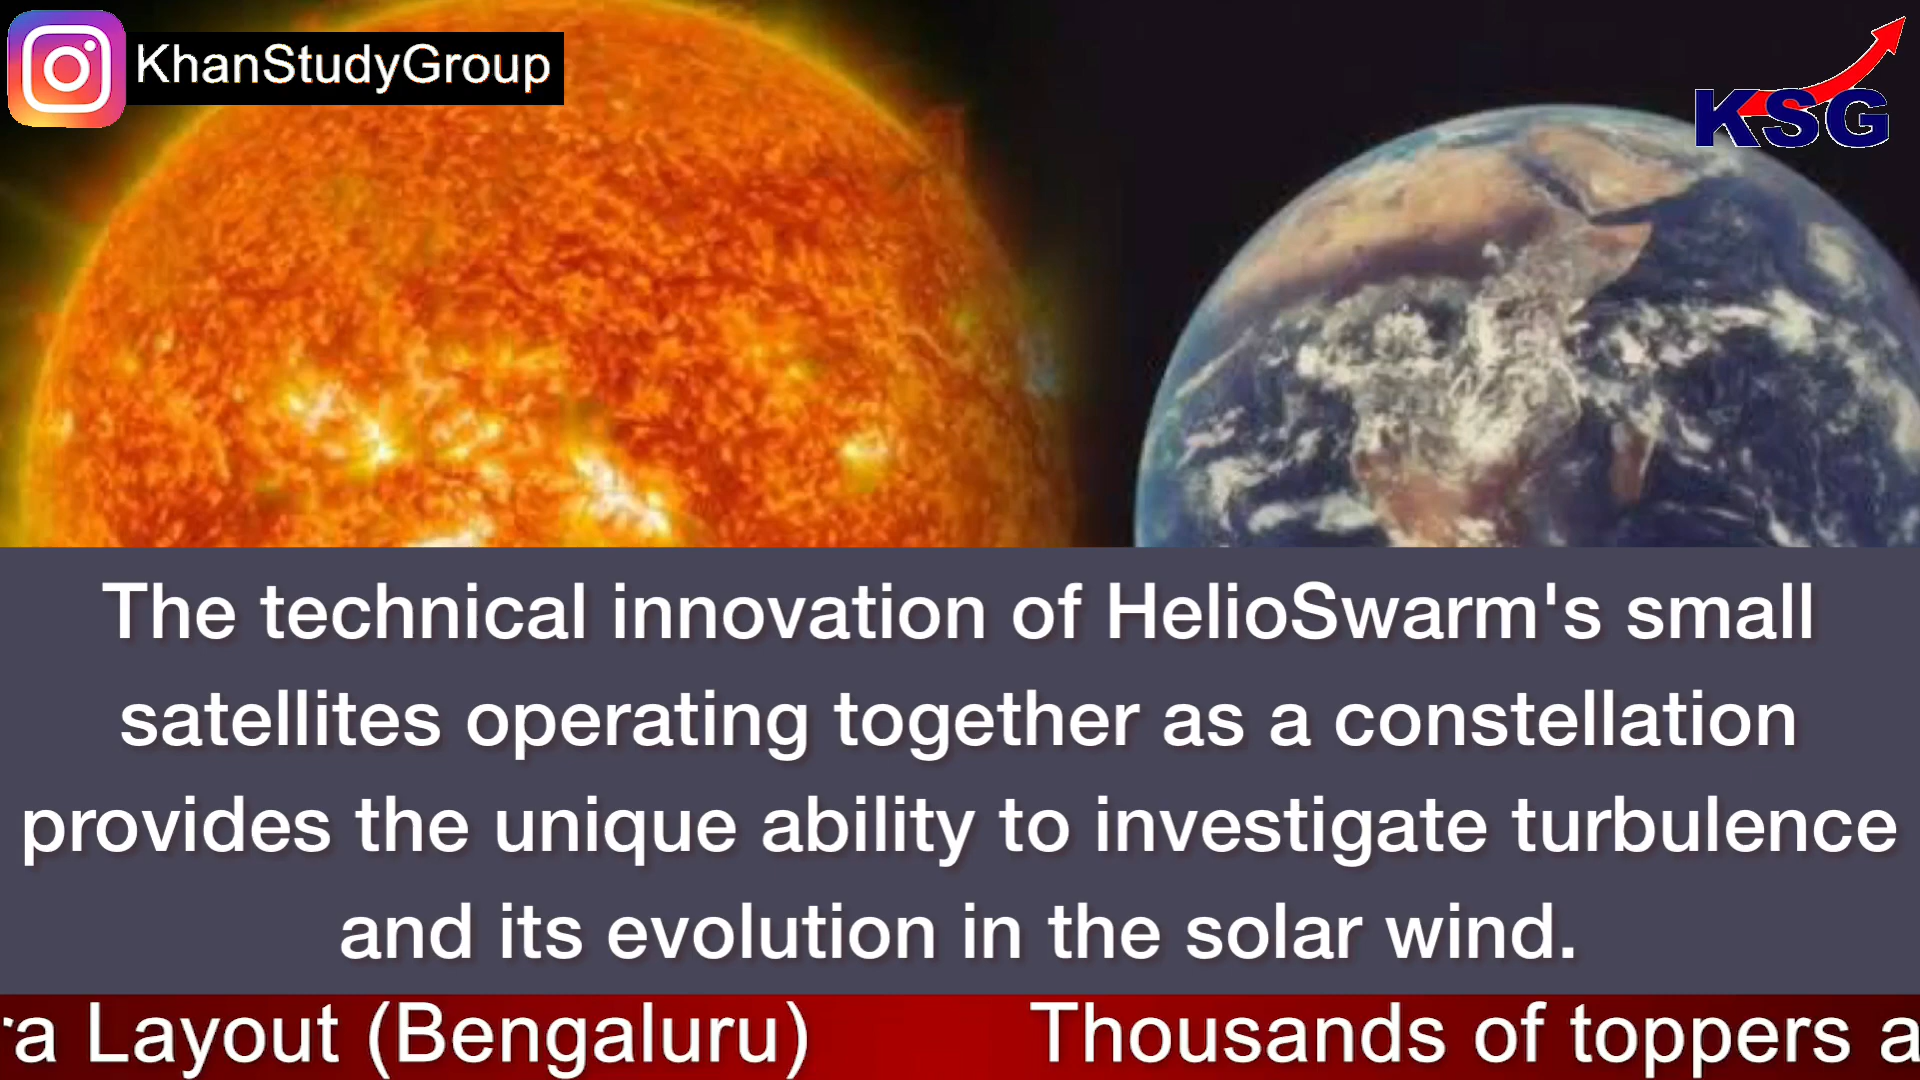 KhanStudyGroup
KSG
The technical innovation of HelioSwarm's small
satellites operating together as a constellation
provides the unique ability to investigate turbulence
and its evolution in the solar wind.
ra Layout (Bengaluru) Thousands of toppers a